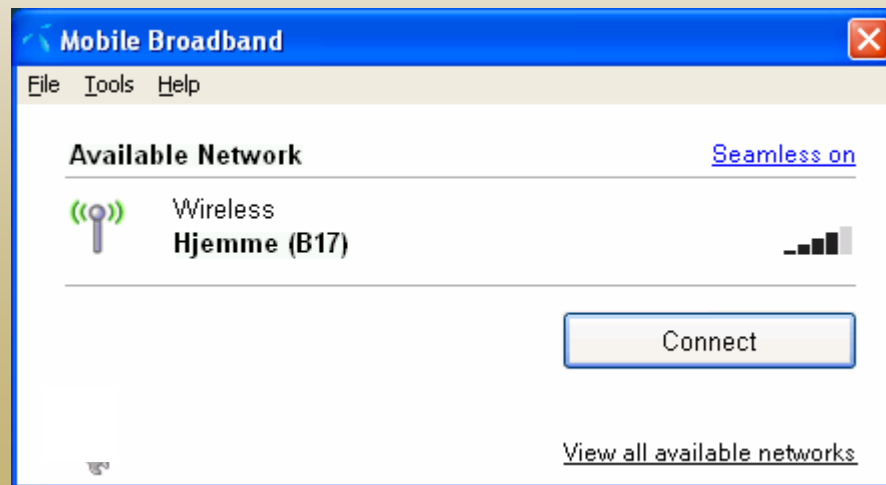 Mobile Broadband
File Tools Help
Available Network Seamless on
Wireless
Hjemme (B17)
Connect
View all available networks